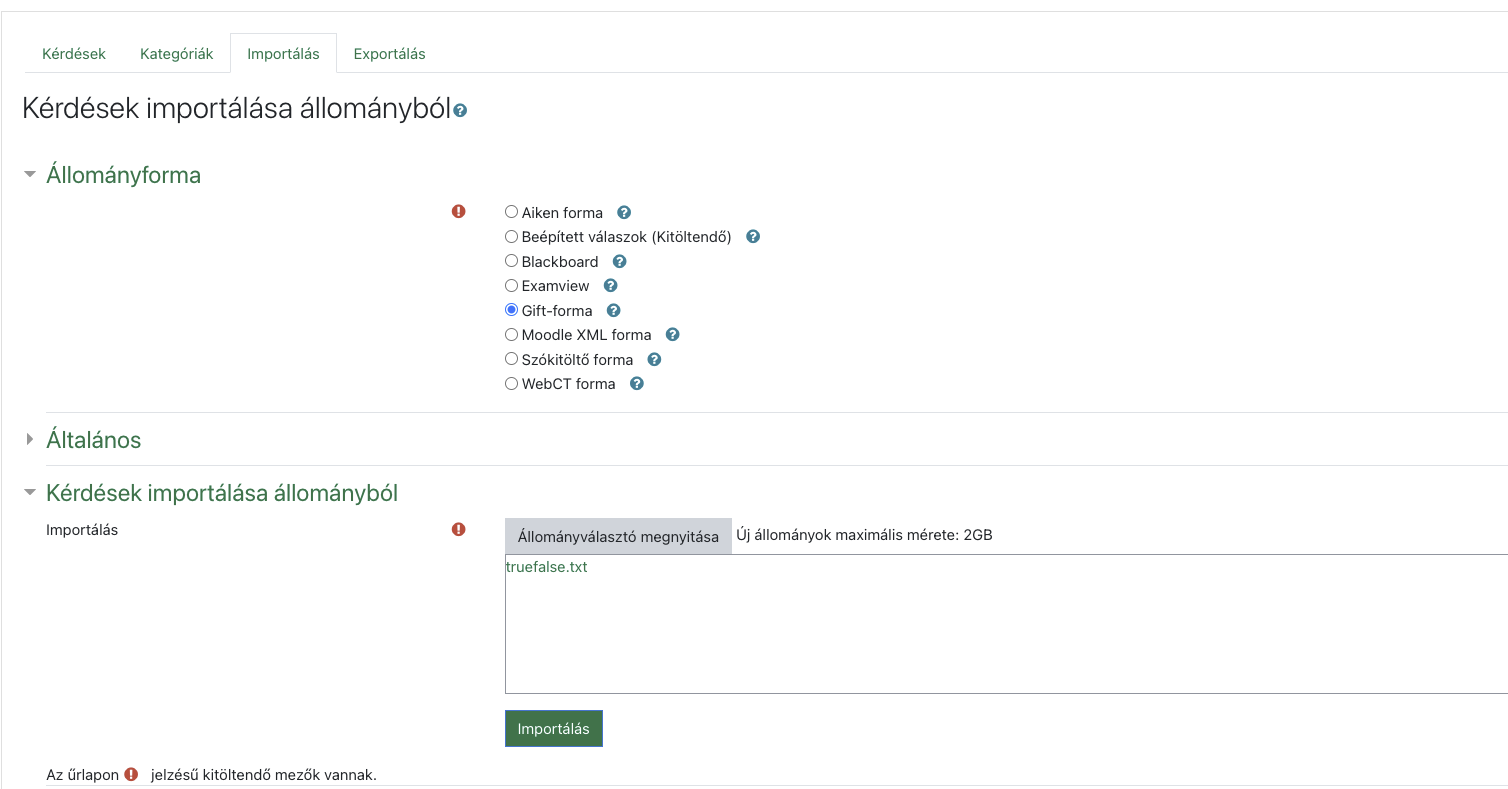 Kérdések Kategóriák Importálás Exportálás
Kérdések importálása állományból
Állományforma
Aiken forma
Beépített válaszok (Kitöltendő)
Blackboard
Examview
Gift-forma
Moodle XML forma
Szókitöltő forma
WebCT forma
Általános
Kérdések importálása állományból
Importálás
Állományválasztó megnyitása Új állományok maximális mérete: 2GB
truefalse.txt
Importálás
Az űrlapon jelzésű kitöltendő mezők vannak.